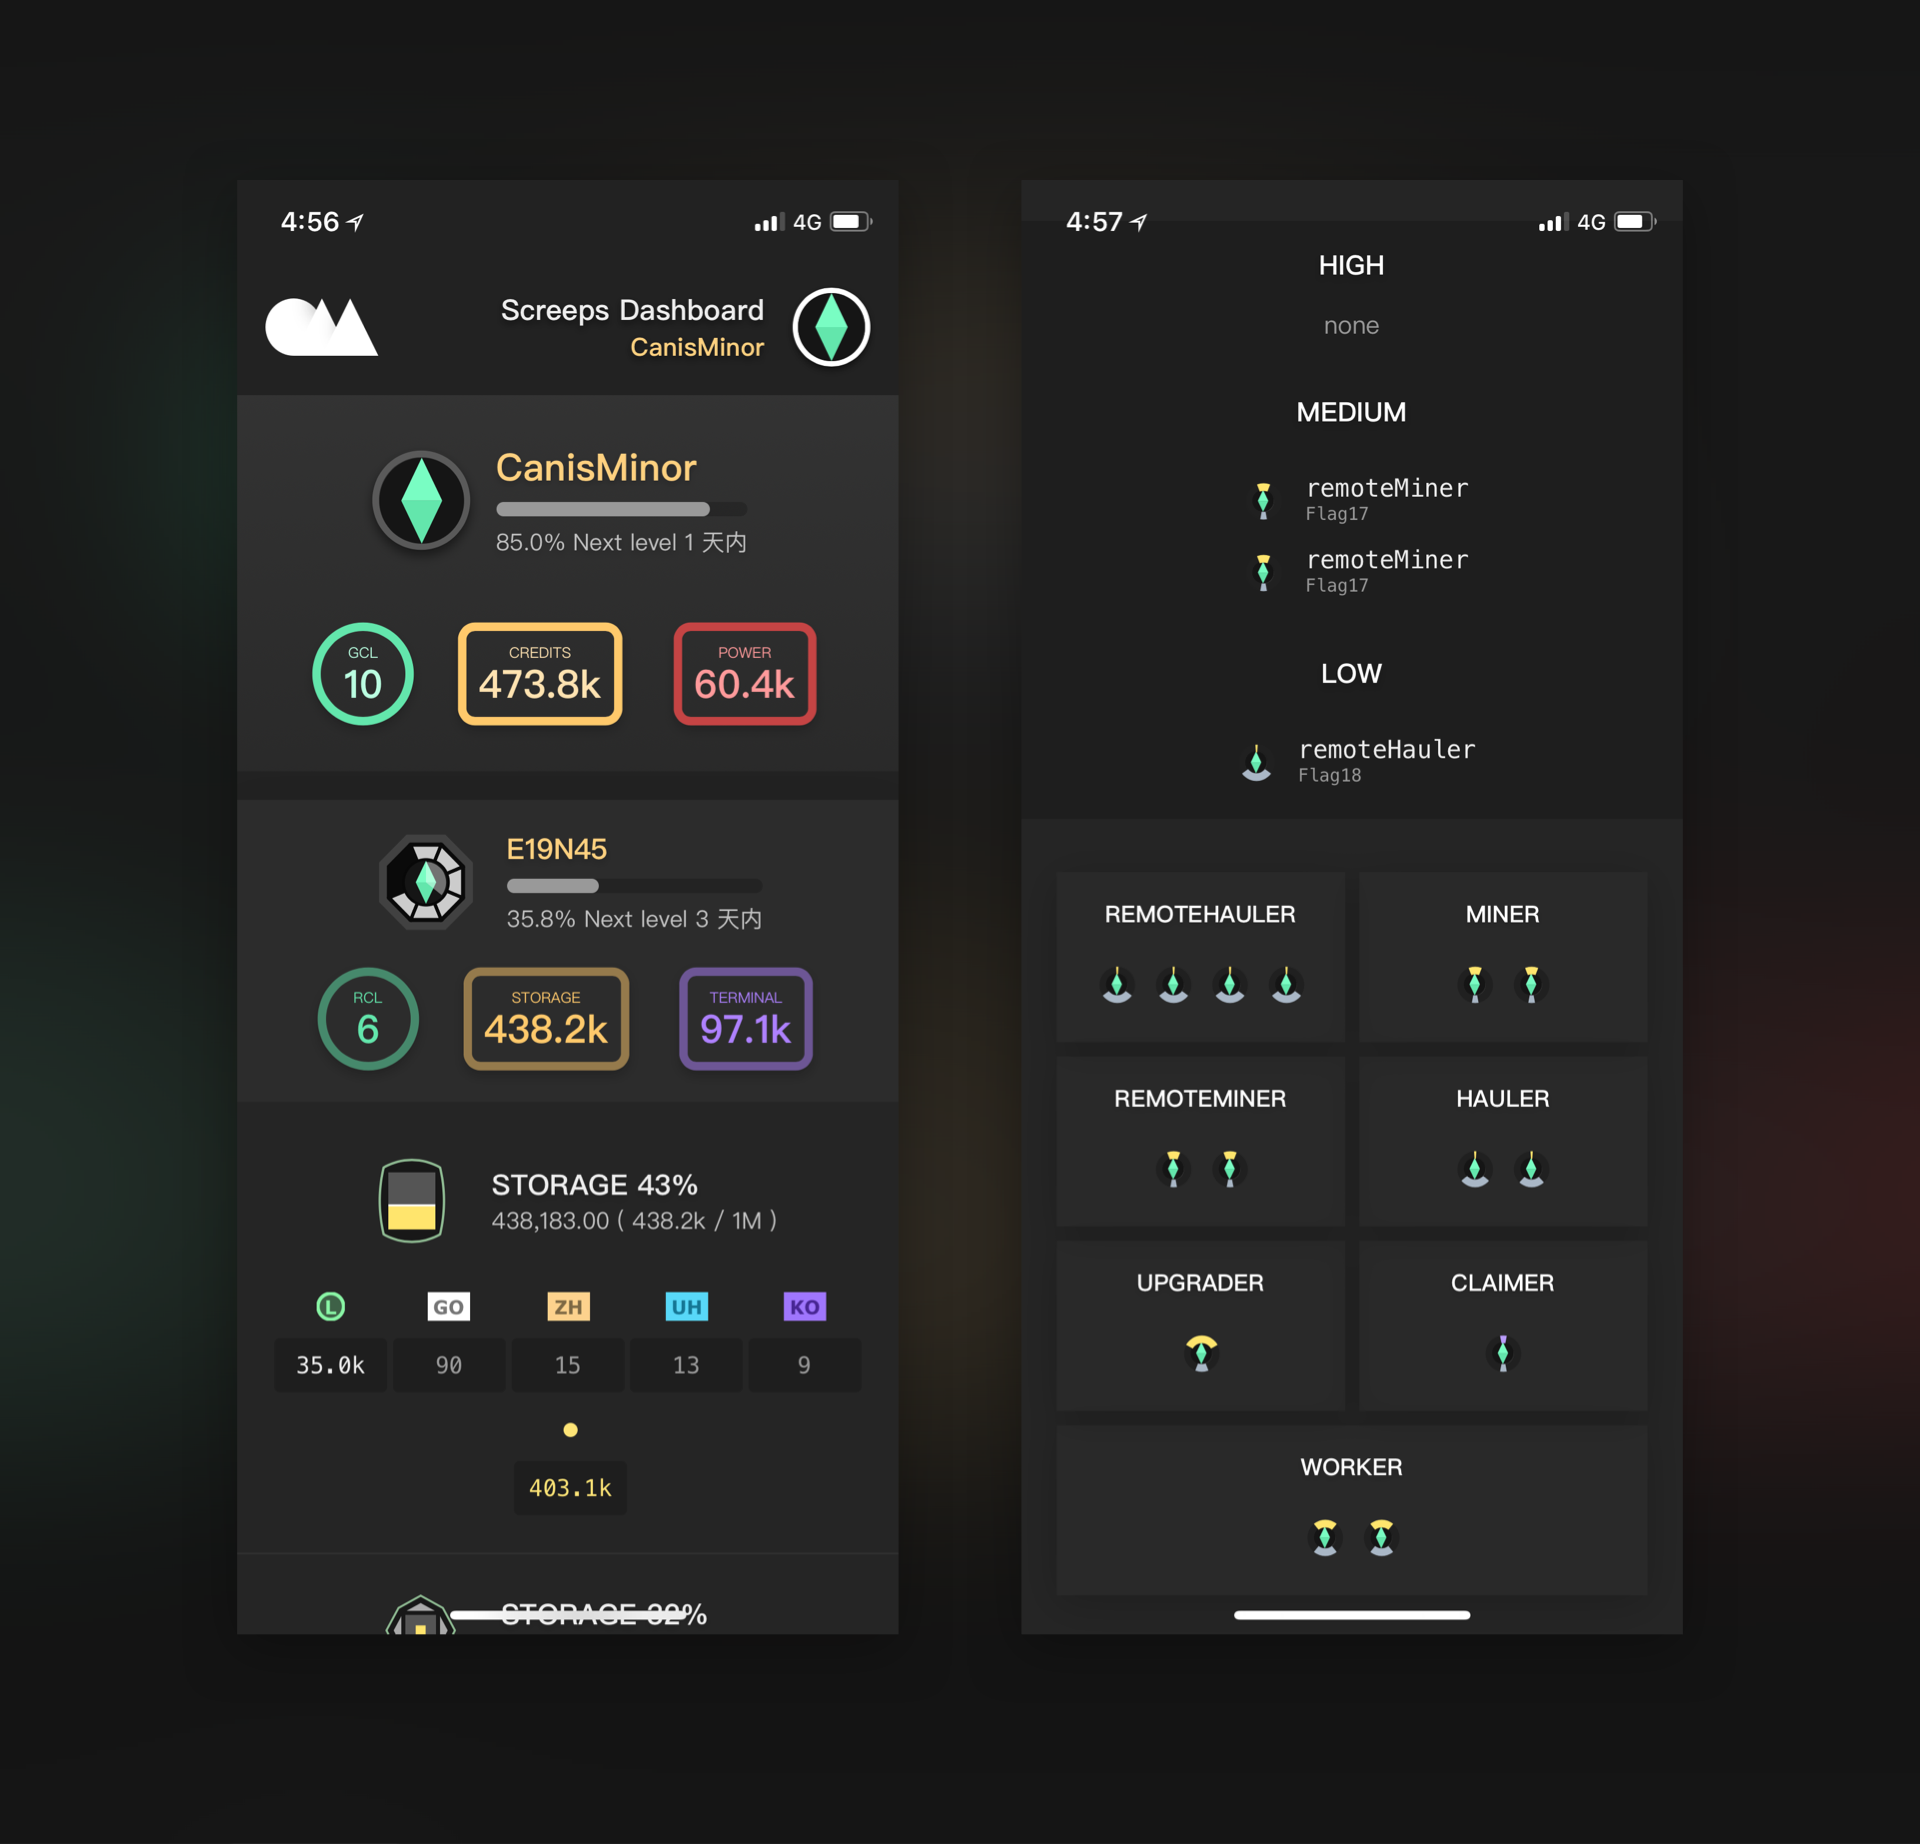 4:56
4G
Screeps Dashboard
CanisMinor
CanisMinor
85.0% Next level 1 天内
GCL
10
CREDITS
473.8k
POWER
60.4k
E19N45
35.8% Next level 3 天内
RCL
6
STORAGE
438.2k
TERMINAL
97.1k
STORAGE 43%
438,183.00 ( 438.2k / 1M )
L GO ZH UH KO
35.0k 90 15 13 9
403.1k
STORAGE 32%
4:57
4G
HIGH
none
MEDIUM
remoteMiner
Flag17
remoteMiner
Flag17
LOW
remoteHauler
Flag18
REMOTEHAULER
MINER
REMOTEMINER
HAULER
UPGRADER
CLAIMER
WORKER